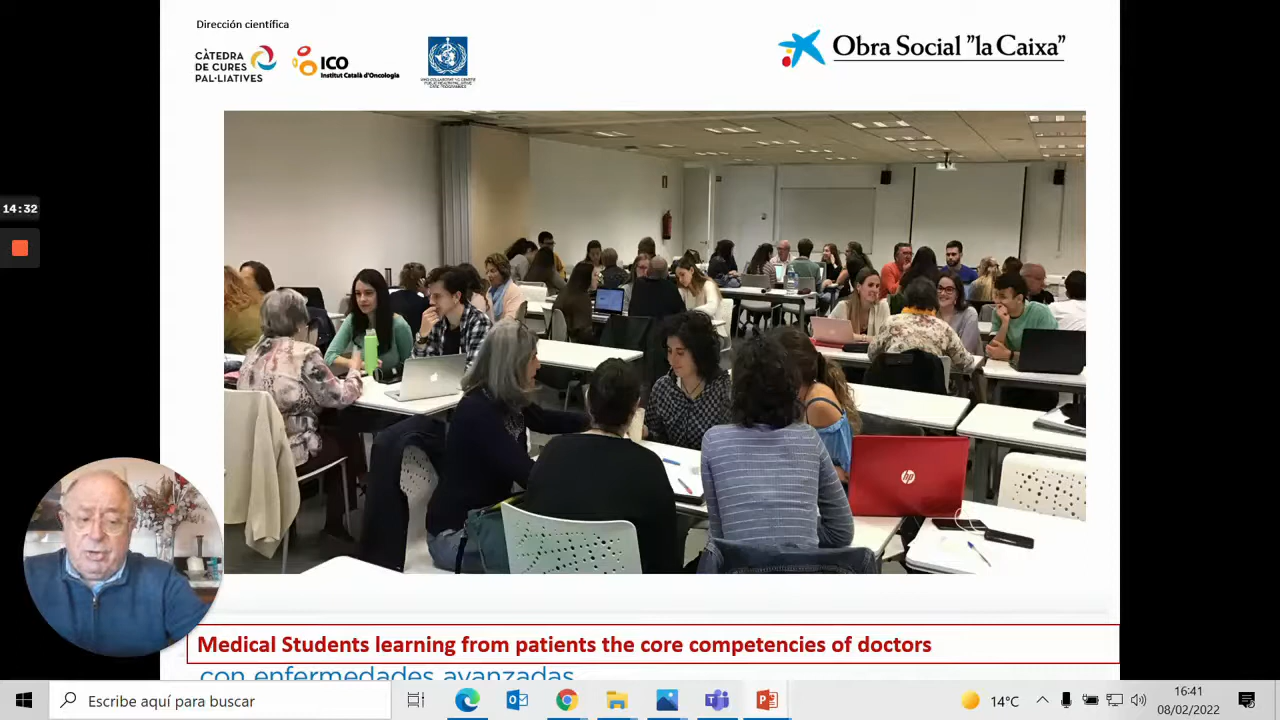 Dirección científica
CÀTEDRA
DE CURES
PAL·LIATIVES
ICO
Institut Català d'Oncologia
Obra Social "la Caixa"
14:32
hp
Medical Students learning from patients the core competencies of doctors
con enfermedades avanzadas
Escribe aquí para buscar
14°C
16:41
08/02/2022